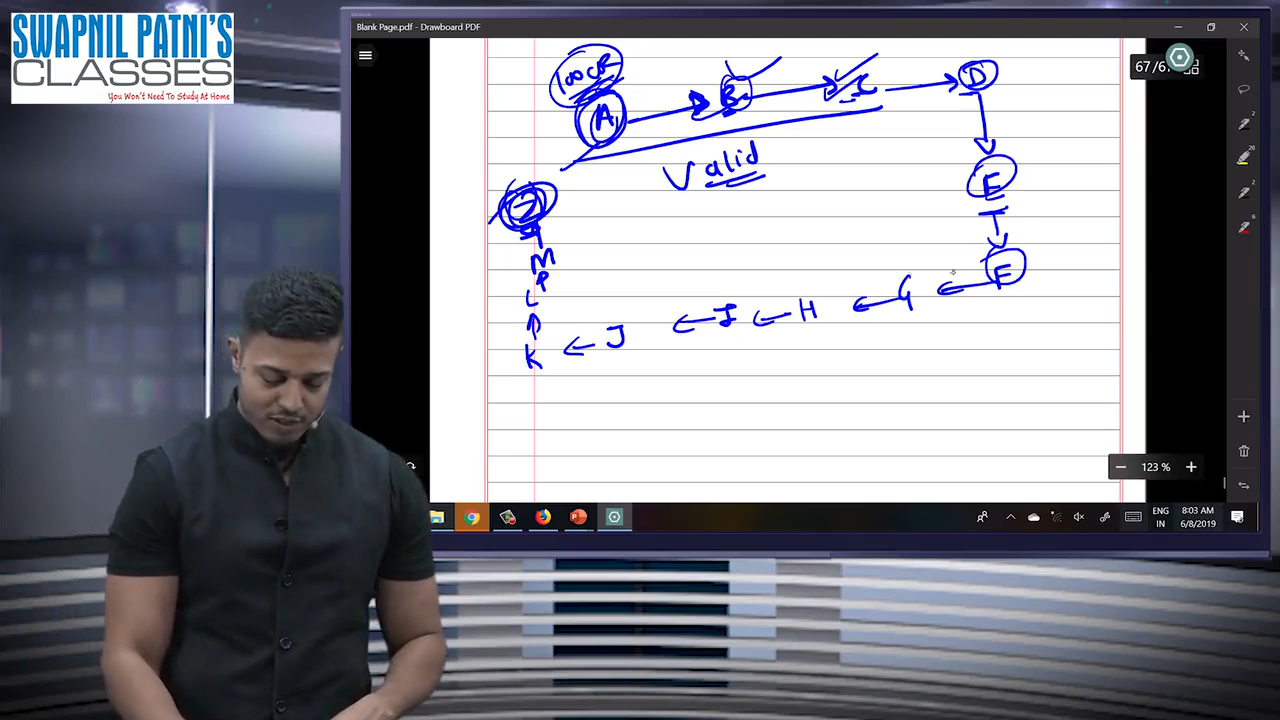 SWAPNIL PATNI'S
CLASSES
You Won't Need To Study At Home
Blank Page.pdf - Drawboard PDF
67/67
100CR
A → B → C → D
Valid
E
F
Z
M
L
K ← J ← I ← H ← G ←
123 %
ENG
IN
8:03 AM
6/8/2019